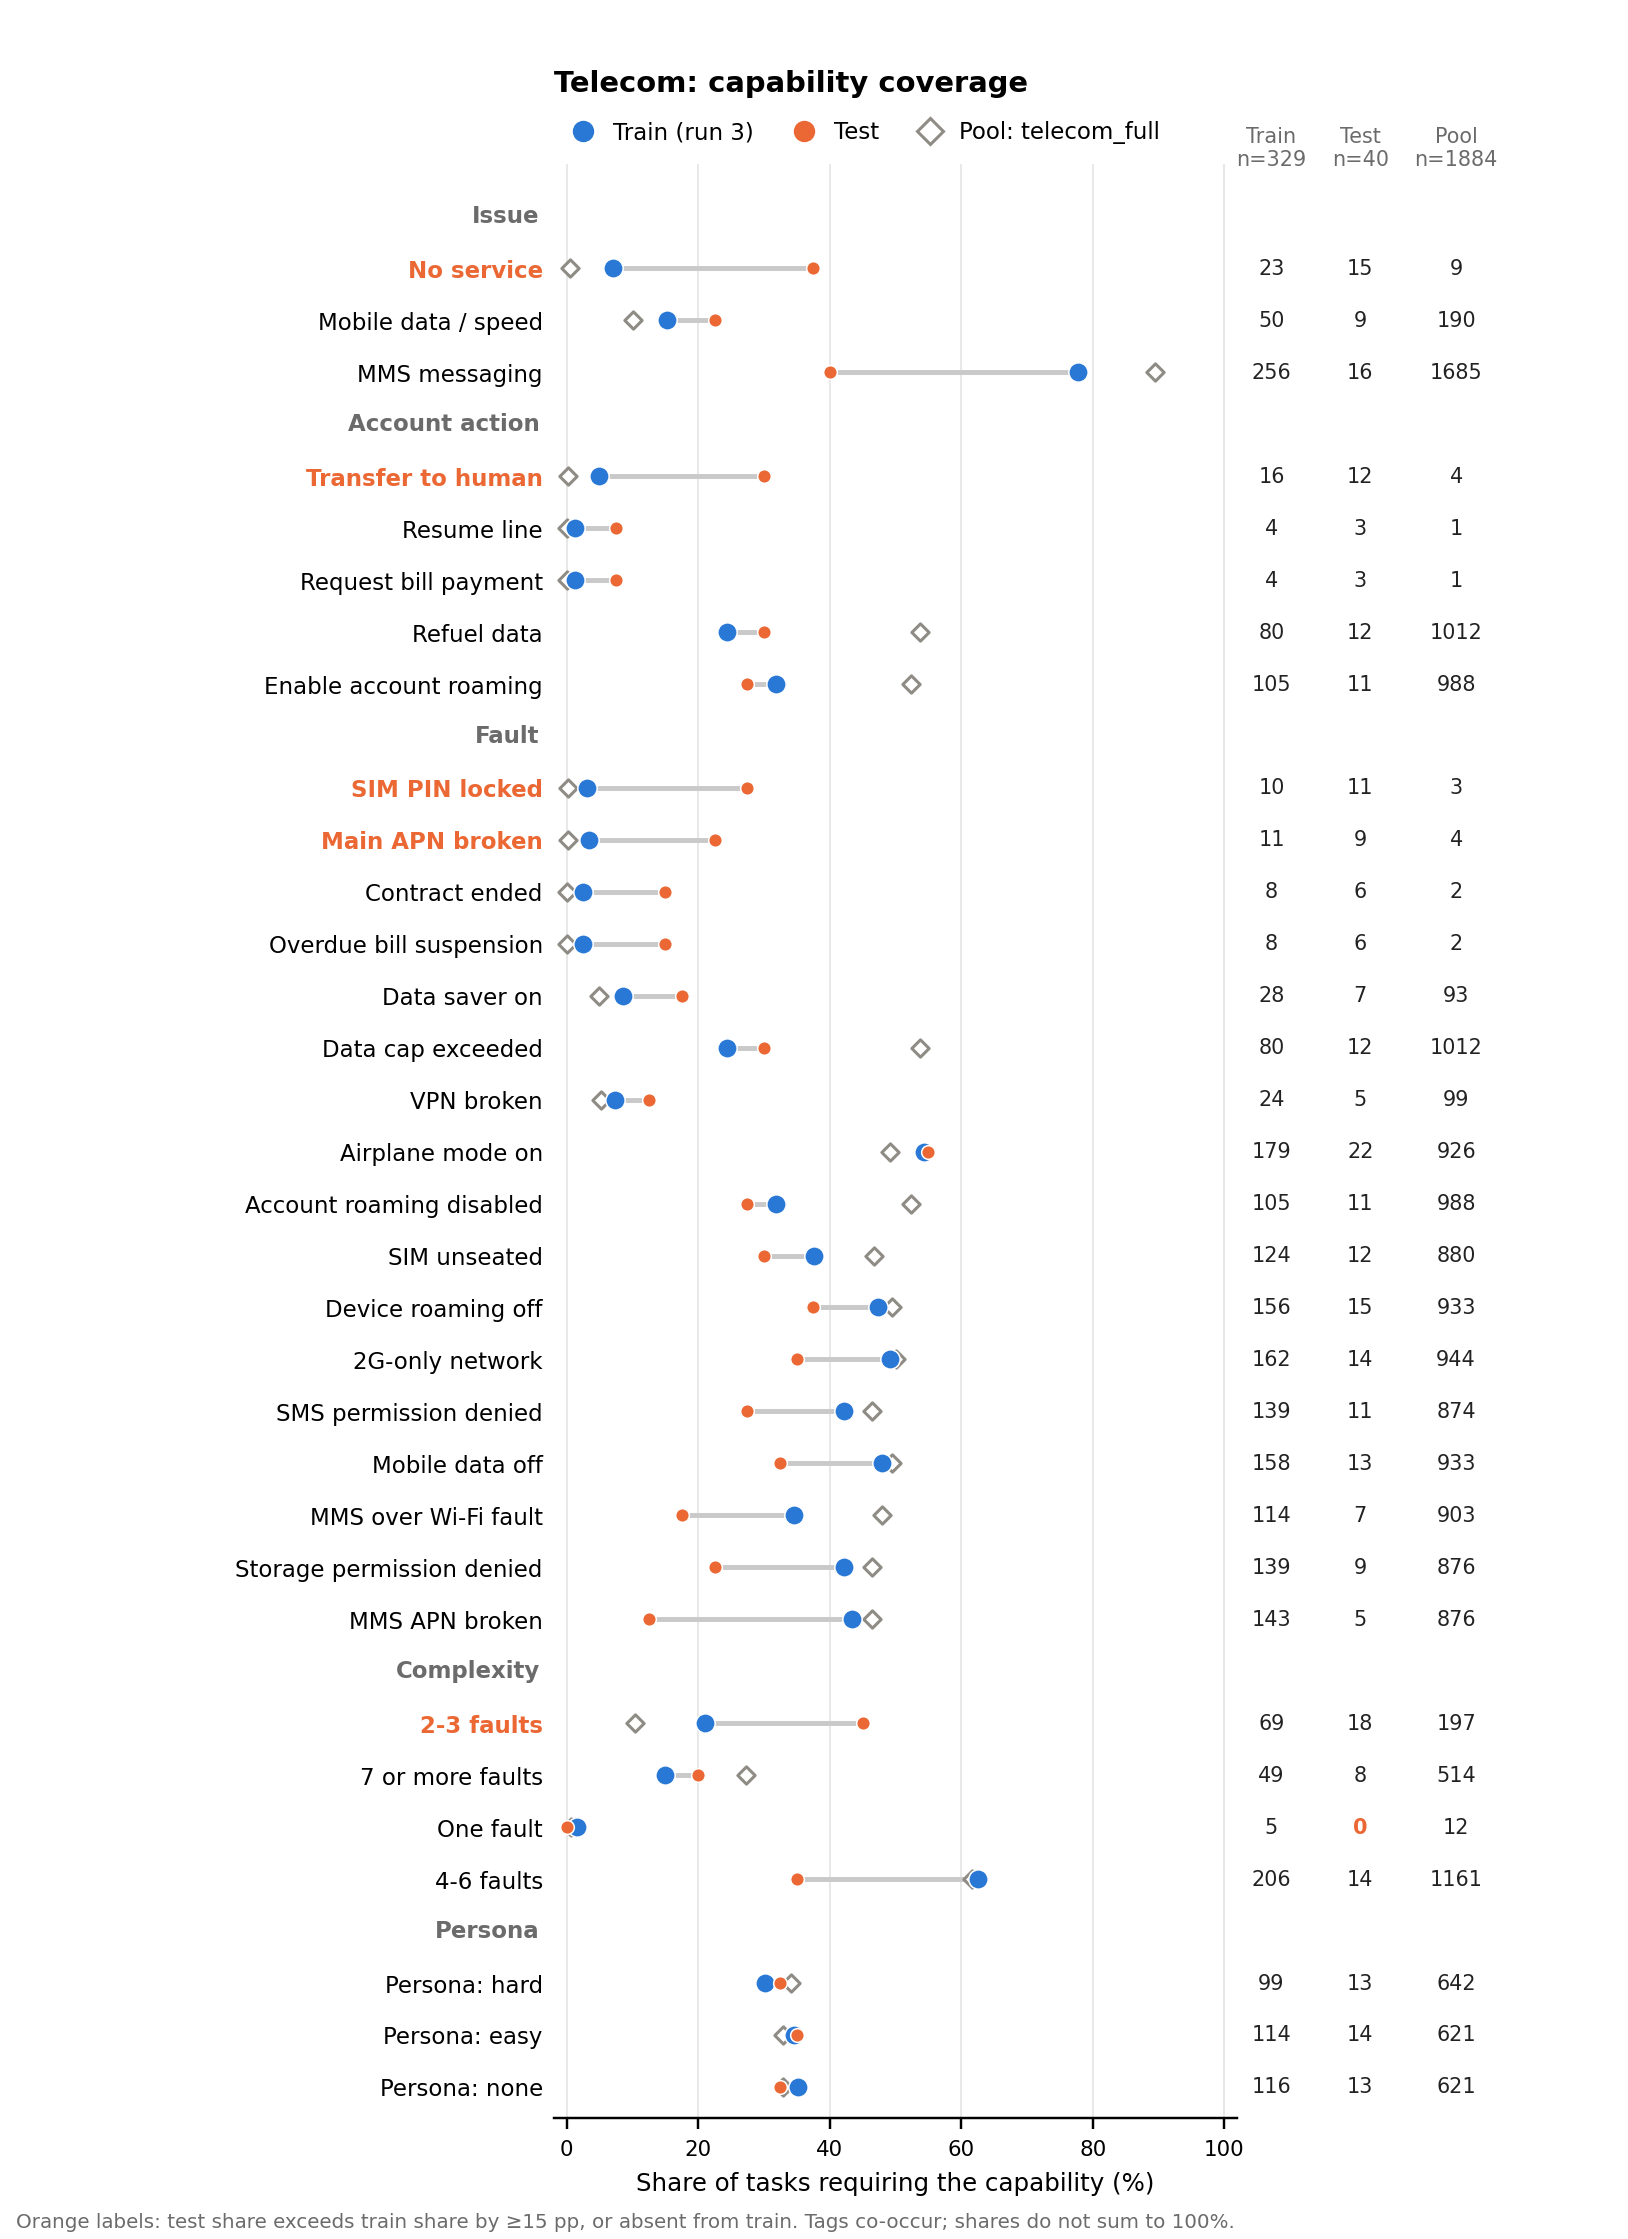 Telecom: capability coverage
Train (run 3) Test Pool: telecom_full
Train Test Pool
n=329 n=40 n=1884
Issue
No service 23 15 9
Mobile data / speed 50 9 190
MMS messaging 256 16 1685
Account action
Transfer to human 16 12 4
Resume line 4 3 1
Request bill payment 4 3 1
Refuel data 80 12 1012
Enable account roaming 105 11 988
Fault
SIM PIN locked 10 11 3
Main APN broken 11 9 4
Contract ended 8 6 2
Overdue bill suspension 8 6 2
Data saver on 28 7 93
Data cap exceeded 80 12 1012
VPN broken 24 5 99
Airplane mode on 179 22 926
Account roaming disabled 105 11 988
SIM unseated 124 12 880
Device roaming off 156 15 933
2G-only network 162 14 944
SMS permission denied 139 11 874
Mobile data off 158 13 933
MMS over Wi-Fi fault 114 7 903
Storage permission denied 139 9 876
MMS APN broken 143 5 876
Complexity
2-3 faults 69 18 197
7 or more faults 49 8 514
One fault 5 0 12
4-6 faults 206 14 1161
Persona
Persona: hard 99 13 642
Persona: easy 114 14 621
Persona: none 116 13 621
0 20 40 60 80 100
Share of tasks requiring the capability (%)
Orange labels: test share exceeds train share by ≥15 pp, or absent from train. Tags co-occur; shares do not sum to 100%.